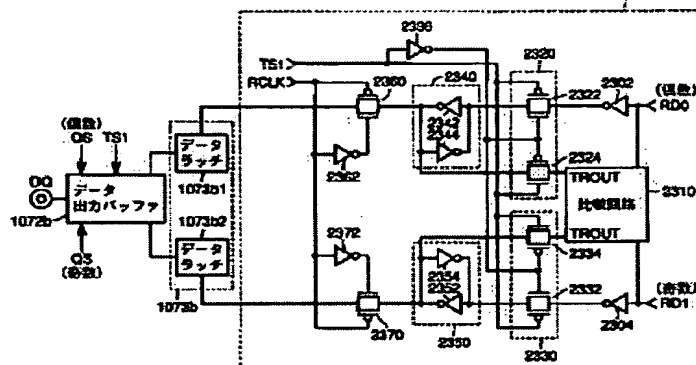 2336
TS1
RCLK
2360
2340
2320
2302
(偶数)
RD0
2322
2342
2344
2324
2362
(偶数)
QS
TS1
データ
ラッチ
1073b1
DQ
データ
出力バッファ
1072b
QS
(奇数)
1073b2
データ
ラッチ
1073b
TROUT
比較回路
TROUT
2310
2334
2372
2354
2352
2332
(奇数)
RD1
2370
2350
2330
2304